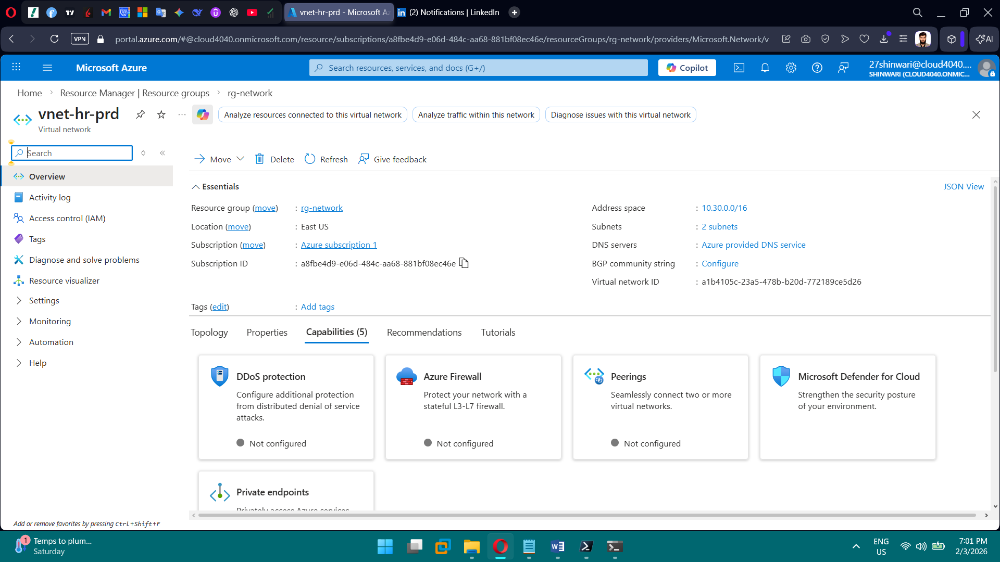 vnet-hr-prd - Microsoft Az
(2) Notifications | LinkedIn
VPN
portal.azure.com/#@cloud4040.onmicrosoft.com/resource/subscriptions/a8fbe4d9-e06d-484c-aa68-881bf08ec46e/resourceGroups/rg-network/providers/Microsoft.Network/v
AI
Microsoft Azure
Search resources, services, and docs (G+/)
Copilot
27shinwari@cloud4040....
SHINWARI (CLOUD4040.ONMIC...
Home
Resource Manager | Resource groups
rg-network
vnet-hr-prd
Virtual network
Analyze resources connected to this virtual network
Analyze traffic within this network
Diagnose issues with this virtual network
Search
Overview
Activity log
Access control (IAM)
Tags
Diagnose and solve problems
Resource visualizer
Settings
Monitoring
Automation
Help
Add or remove favorites by pressing Ctrl+Shift+F
Move
Delete
Refresh
Give feedback
Essentials
JSON View
Resource group (move) : rg-network
Location (move) : East US
Subscription (move) : Azure subscription 1
Subscription ID : a8fbe4d9-e06d-484c-aa68-881bf08ec46e
Address space : 10.30.0.0/16
Subnets : 2 subnets
DNS servers : Azure provided DNS service
BGP community string : Configure
Virtual network ID : a1b4105c-23a5-478b-b20d-772189ce5d26
Tags (edit) : Add tags
Topology
Properties
Capabilities (5)
Recommendations
Tutorials
DDoS protection
Configure additional protection
from distributed denial of service
attacks.
Not configured
Azure Firewall
Protect your network with a
stateful L3-L7 firewall.
Not configured
Peerings
Seamlessly connect two or more
virtual networks.
Not configured
Microsoft Defender for Cloud
Strengthen the security posture
of your environment.
Private endpoints
Privately access Azure services
1
Temps to plum...
Saturday
ENG
US
7:01 PM
2/3/2026